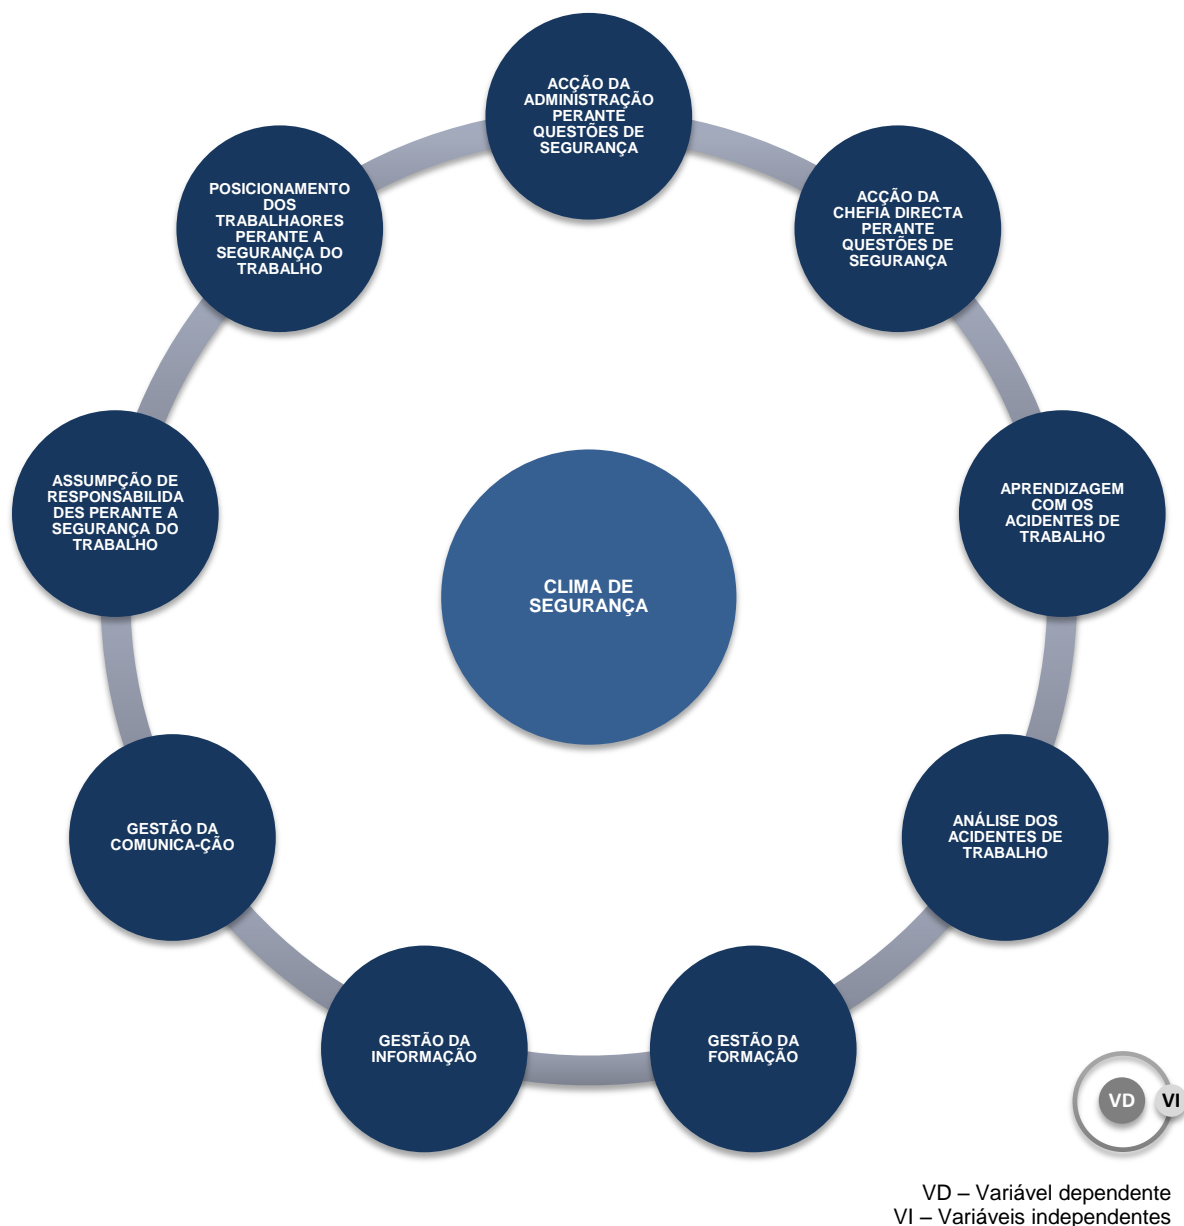 ACÇÃO DA
ADMINISTRAÇÃO
PERANTE
QUESTÕES DE
SEGURANÇA
ACÇÃO DA
CHEFIA DIRECTA
PERANTE
QUESTÕES DE
SEGURANÇA
APRENDIZAGEM
COM OS
ACIDENTES DE
TRABALHO
ANÁLISE DOS
ACIDENTES DE
TRABALHO
GESTÃO DA
FORMAÇÃO
GESTÃO DA
INFORMAÇÃO
GESTÃO DA
COMUNICA-ÇÃO
ASSUMPÇÃO DE
RESPONSABILIDA
DES PERANTE A
SEGURANÇA DO
TRABALHO
POSICIONAMENTO
DOS
TRABALHAORES
PERANTE A
SEGURANÇA DO
TRABALHO
CLIMA DE
SEGURANÇA
VD VI
VD – Variável dependente
VI – Variáveis independentes